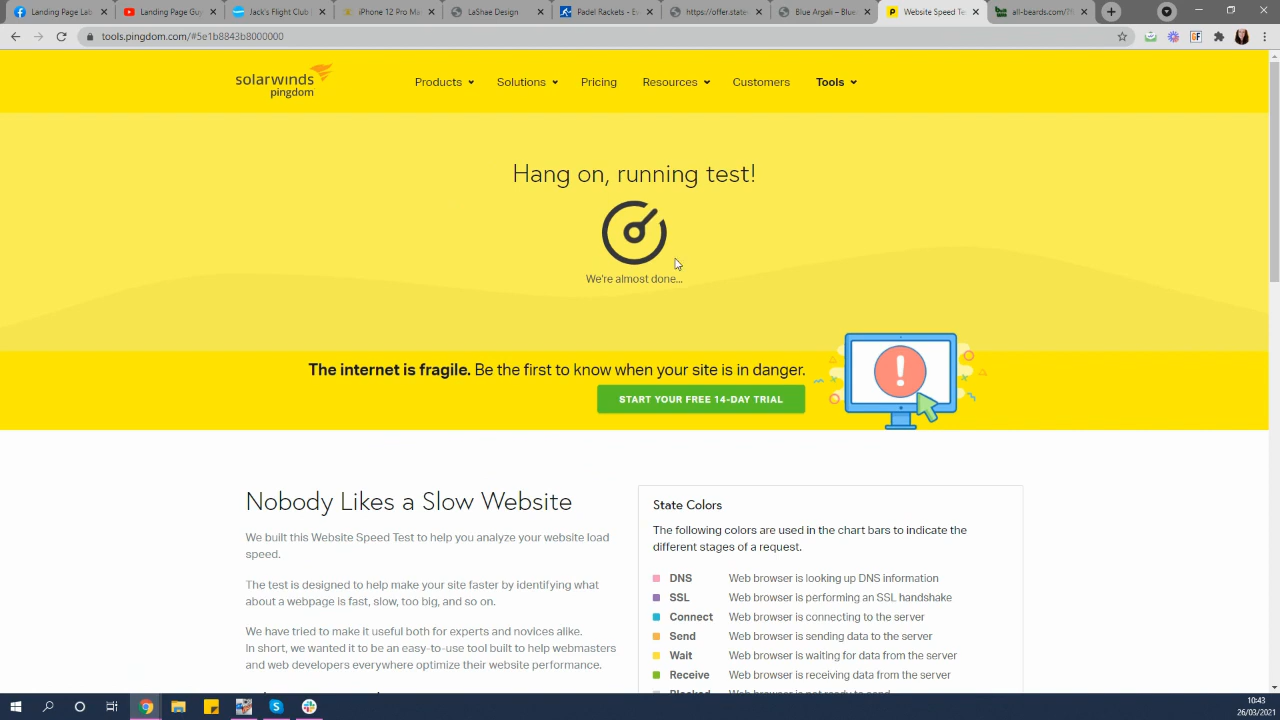 Landing Page Lab
Landing Page Guy
Jack's Flight Club
iPhone 12 Pro Ma
LaShae Design
Padel Rackets - E
https://offer.state
Blue Argali – Blue
Website Speed Te
all-beards.com/?f
tools.pingdom.com/#5e1b8843b8000000
solarwinds
pingdom
Products
Solutions
Pricing
Resources
Customers
Tools
Hang on, running test!
We're almost done...
The internet is fragile. Be the first to know when your site is in danger.
START YOUR FREE 14-DAY TRIAL
!
Nobody Likes a Slow Website
We built this Website Speed Test to help you analyze your website load
speed.
The test is designed to help make your site faster by identifying what
about a webpage is fast, slow, too big, and so on.
We have tried to make it useful both for experts and novices alike.
In short, we wanted it to be an easy-to-use tool built to help webmasters
and web developers everywhere optimize their website performance.
State Colors
The following colors are used in the chart bars to indicate the
different stages of a request.
DNS Web browser is looking up DNS information
SSL Web browser is performing an SSL handshake
Connect Web browser is connecting to the server
Send Web browser is sending data to the server
Wait Web browser is waiting for data from the server
Receive Web browser is receiving data from the server
10:43
26/03/2021